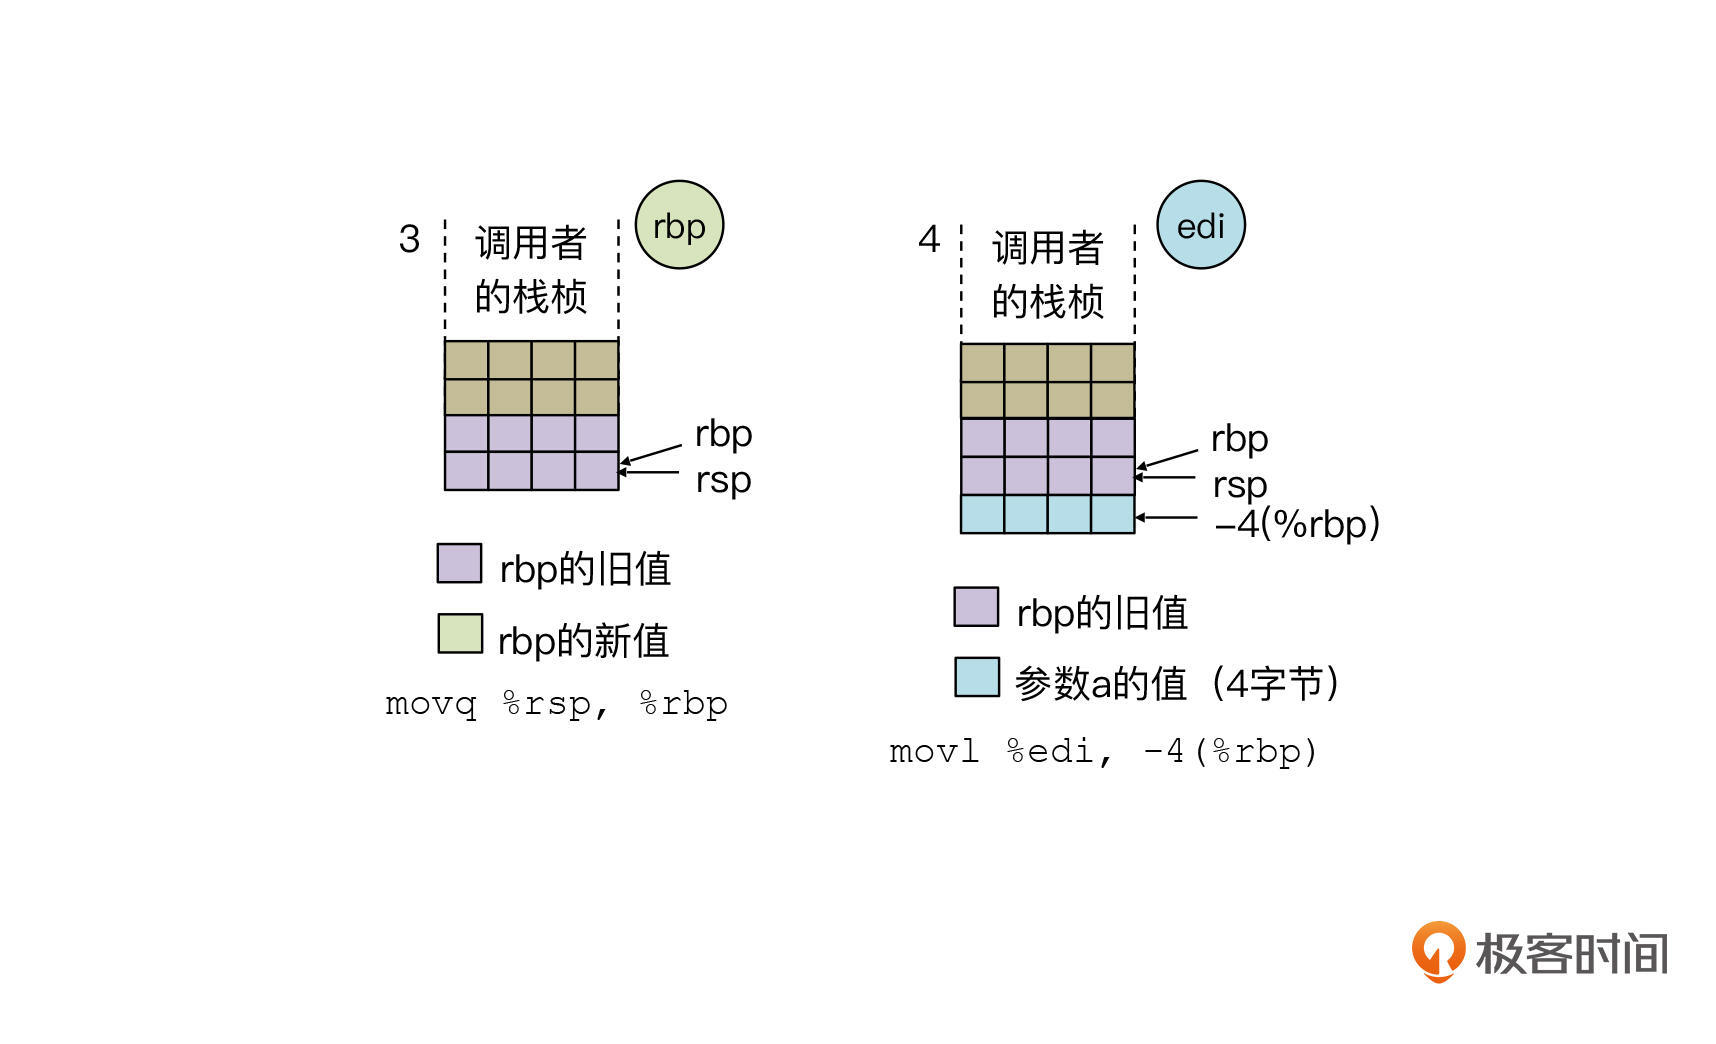 3
调用者
的栈桢
rbp
rbp
rsp
rbp的旧值
rbp的新值
movq %rsp, %rbp
4
调用者
的栈桢
edi
rbp
rsp
-4(%rbp)
rbp的旧值
参数a的值（4字节）
movl %edi, -4(%rbp)
极客时间